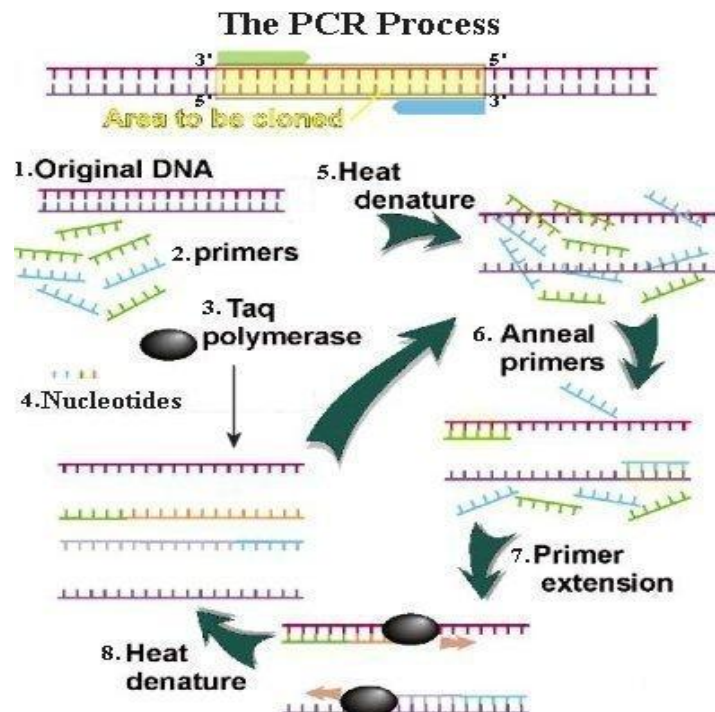 The PCR Process
3' 5'
5' 3'
Area to be cloned
1.Original DNA
2.primers
3. Taq
polymerase
4.Nucleotides
5.Heat
denature
6. Anneal
primers
7.Primer
extension
8.Heat
denature